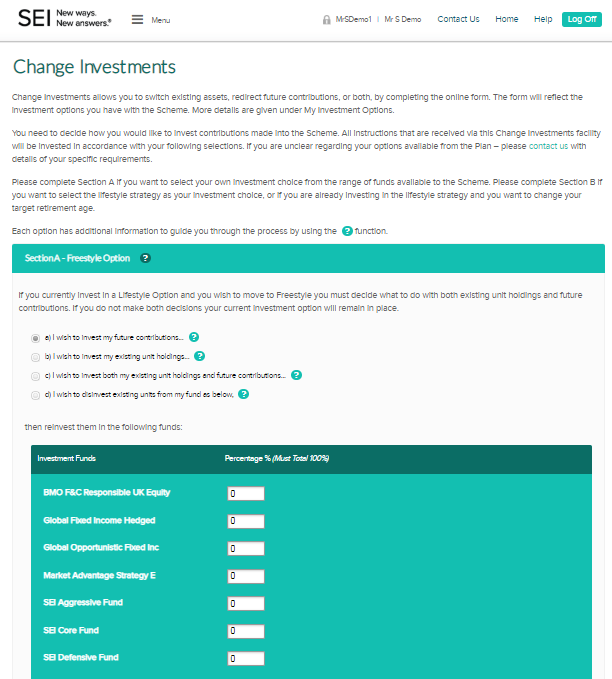 SEI New ways.
New answers.®
Menu
MrSDemo1 | Mr S Demo Contact Us Home Help Log Off
Change Investments
Change Investments allows you to switch existing assets, redirect future contributions, or both, by completing the online form. The form will reflect the
investment options you have with the Scheme. More details are given under My Investment Options.
You need to decide how you would like to invest contributions made into the Scheme. All instructions that are received via this Change Investments facility
will be invested in accordance with your following selections. If you are unclear regarding your options available from the Plan – please contact us with
details of your specific requirements.
Please complete Section A if you want to select your own investment choice from the range of funds available to the Scheme. Please complete Section B if
you want to select the lifestyle strategy as your investment choice, or if you are already investing in the lifestyle strategy and you want to change your
target retirement age.
Each option has additional information to guide you through the process by using the ? function.
SectionA - Freestyle Option ?
If you currently invest in a Lifestyle Option and you wish to move to Freestyle you must decide what to do with both existing unit holdings and future
contributions. If you do not make both decisions your current investment option will remain in place.
a) I wish to invest my future contributions... ?
b) I wish to invest my existing unit holdings... ?
c) I wish to invest both my existing unit holdings and future contributions... ?
d) I wish to disinvest existing units from my fund as below, ?
then reinvest them in the following funds:
Investment Funds Percentage % (Must Total 100%)
BMO F&C Responsible UK Equity 0
Global Fixed Income Hedged 0
Global Opportunistic Fixed Inc 0
Market Advantage Strategy E 0
SEI Aggressive Fund 0
SEI Core Fund 0
SEI Defensive Fund 0